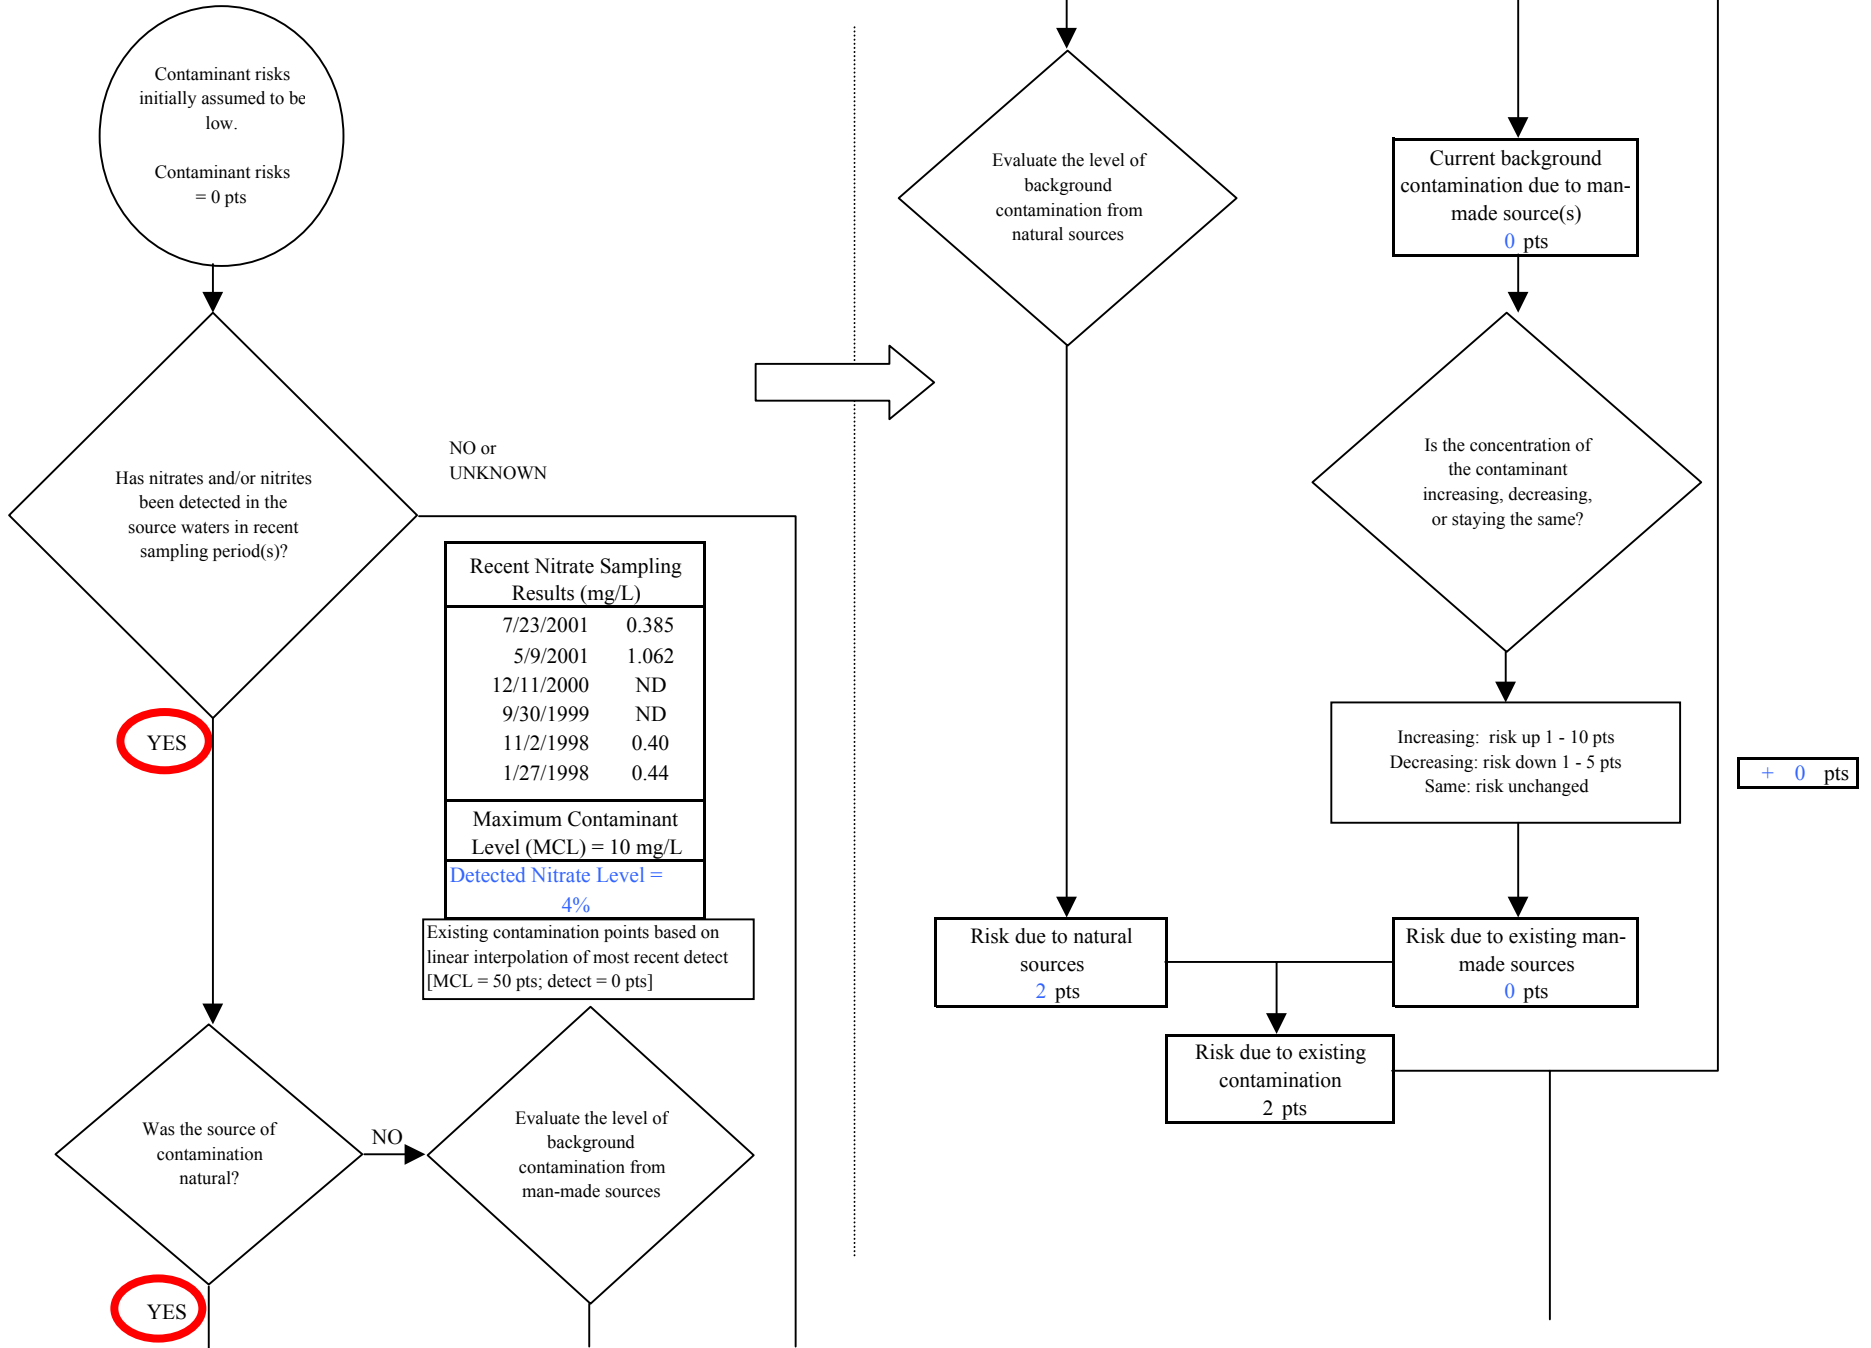 Contaminant risks
initially assumed to be
low.
Contaminant risks
= 0 pts
Has nitrates and/or nitrites
been detected in the
source waters in recent
sampling period(s)?
NO or
UNKNOWN
YES
Recent Nitrate Sampling
Results (mg/L)
7/23/2001 0.385
5/9/2001 1.062
12/11/2000 ND
9/30/1999 ND
11/2/1998 0.40
1/27/1998 0.44
Maximum Contaminant
Level (MCL) = 10 mg/L
Detected Nitrate Level =
4%
Existing contamination points based on
linear interpolation of most recent detect
[MCL = 50 pts; detect = 0 pts]
Was the source of
contamination
natural?
NO
YES
Evaluate the level of
background
contamination from
man-made sources
Evaluate the level of
background
contamination from
natural sources
Current background
contamination due to man-
made source(s)
0 pts
Is the concentration of
the contaminant
increasing, decreasing,
or staying the same?
Increasing: risk up 1 - 10 pts
Decreasing: risk down 1 - 5 pts
Same: risk unchanged
+ 0 pts
Risk due to natural
sources
2 pts
Risk due to existing man-
made sources
0 pts
Risk due to existing
contamination
2 pts